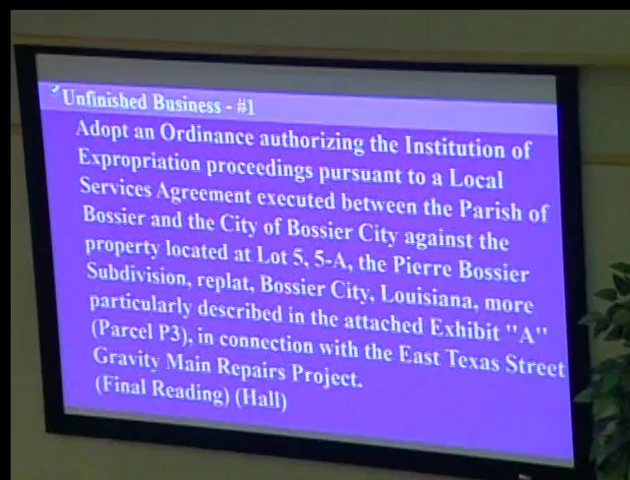 Unfinished Business - #1
Adopt an Ordinance authorizing the Institution of
Expropriation proceedings pursuant to a Local
Services Agreement executed between the Parish of
Bossier and the City of Bossier City against the
property located at Lot 5, 5-A, the Pierre Bossier
Subdivision, replat, Bossier City, Louisiana, more
particularly described in the attached Exhibit "A"
(Parcel P3), in connection with the East Texas Street
Gravity Main Repairs Project.
(Final Reading) (Hall)